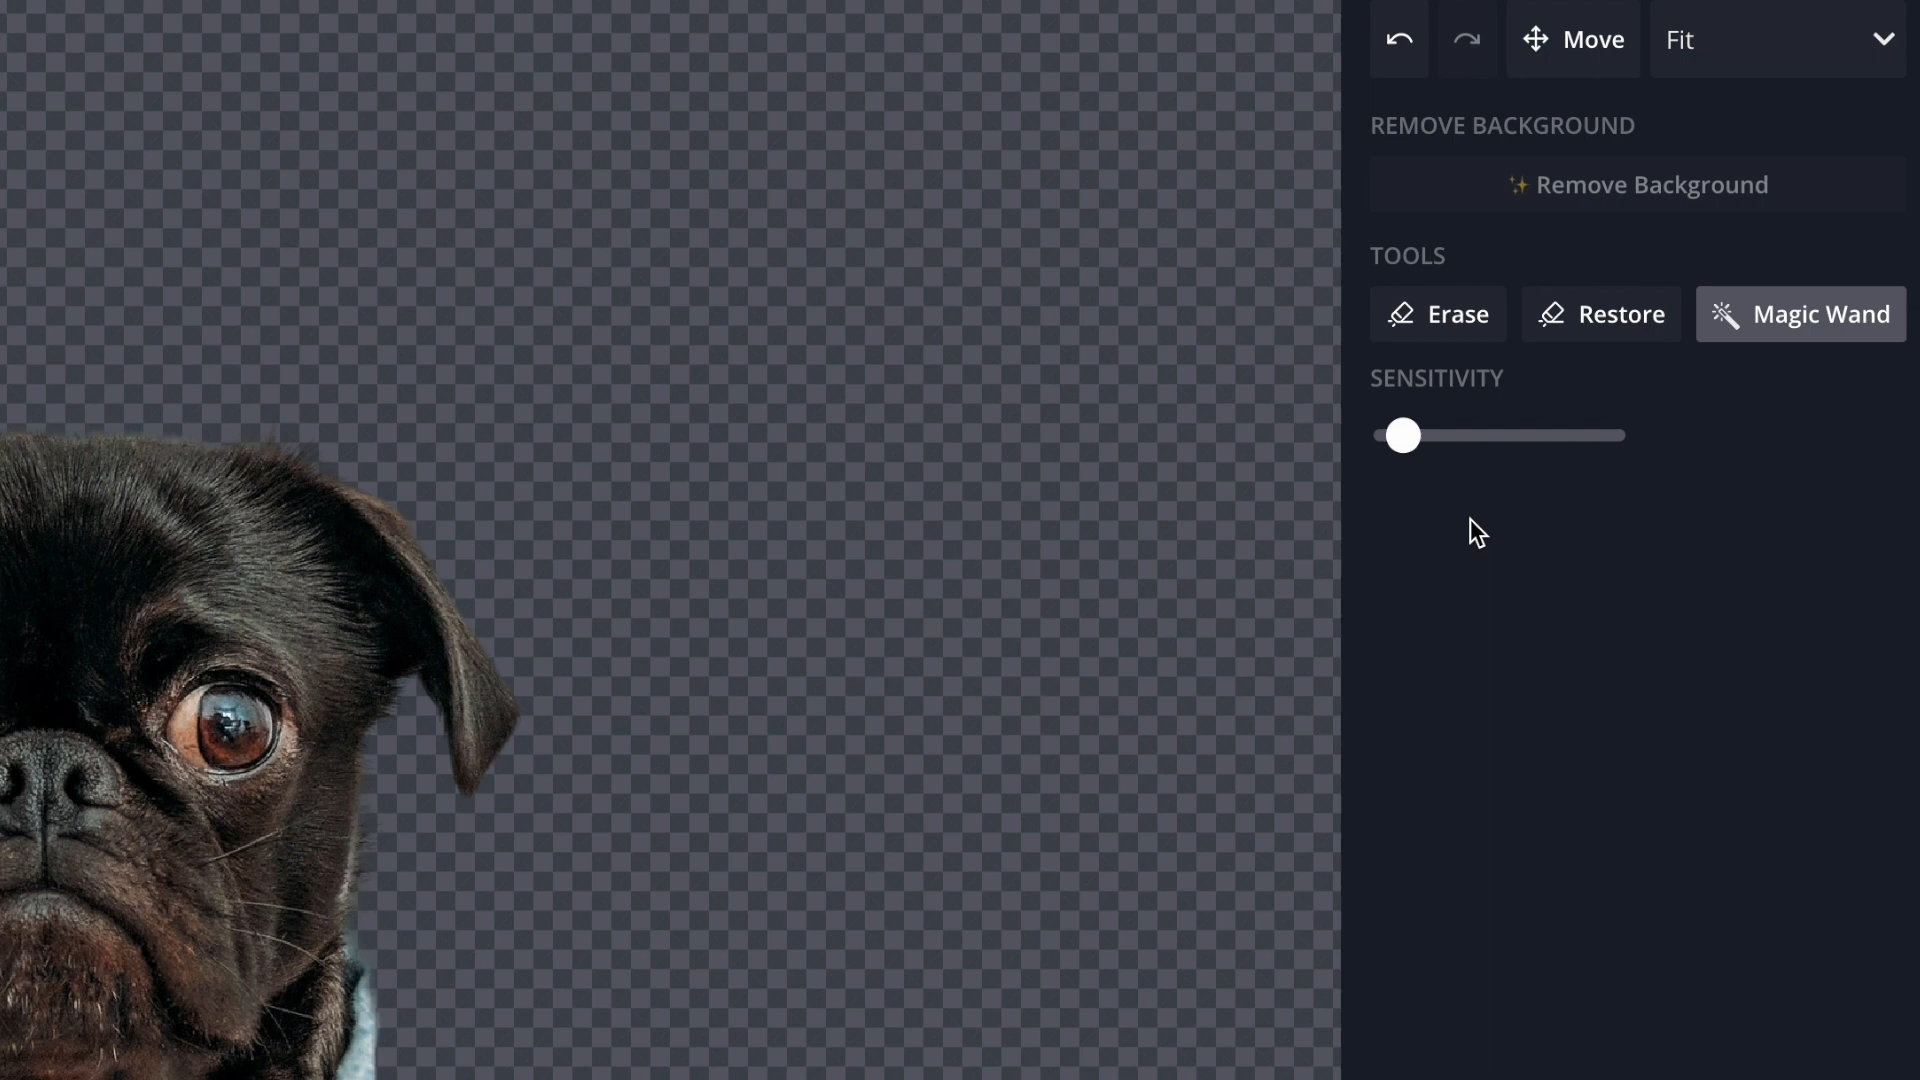 Move
Fit
REMOVE BACKGROUND
✨ Remove Background
TOOLS
Erase
Restore
Magic Wand
SENSITIVITY